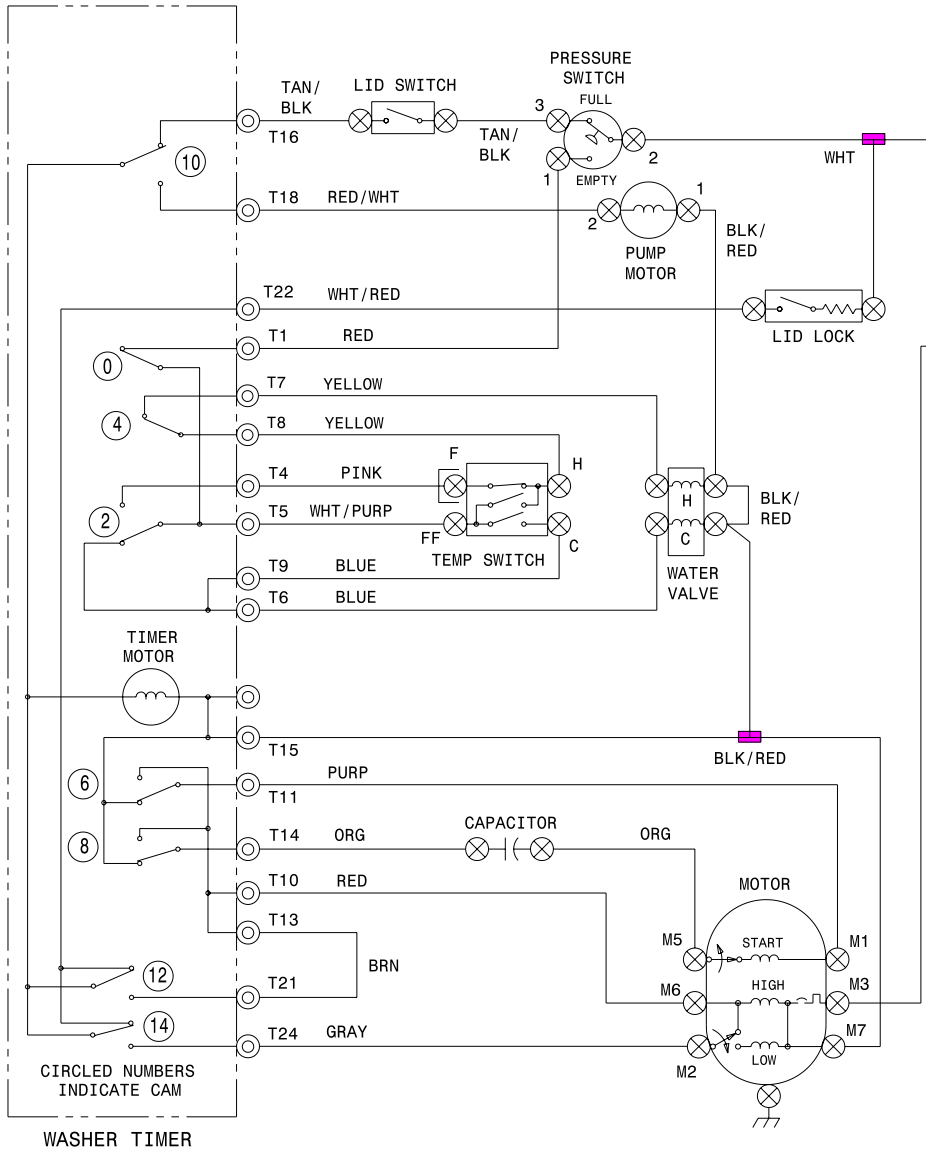 PRESSURE
SWITCH
FULL
TAN/
BLK
LID SWITCH
3
T16
TAN/
BLK
2
WHT
10
1
EMPTY
T18
RED/WHT
2
1
BLK/
RED
PUMP
MOTOR
T22
WHT/RED
LID LOCK
T1
RED
0
T7
YELLOW
4
T8
YELLOW
F
H
T4
PINK
H
BLK/
RED
2
T5
WHT/PURP
FF
C
C
TEMP SWITCH
T9
BLUE
WATER
VALVE
T6
BLUE
TIMER
MOTOR
T15
BLK/RED
PURP
6
T11
CAPACITOR
8
T14
ORG
ORG
T10
RED
MOTOR
T13
M5
START
M1
BRN
12
T21
M6
HIGH
M3
14
T24
GRAY
M7
LOW
M2
CIRCLED NUMBERS
INDICATE CAM
WASHER TIMER